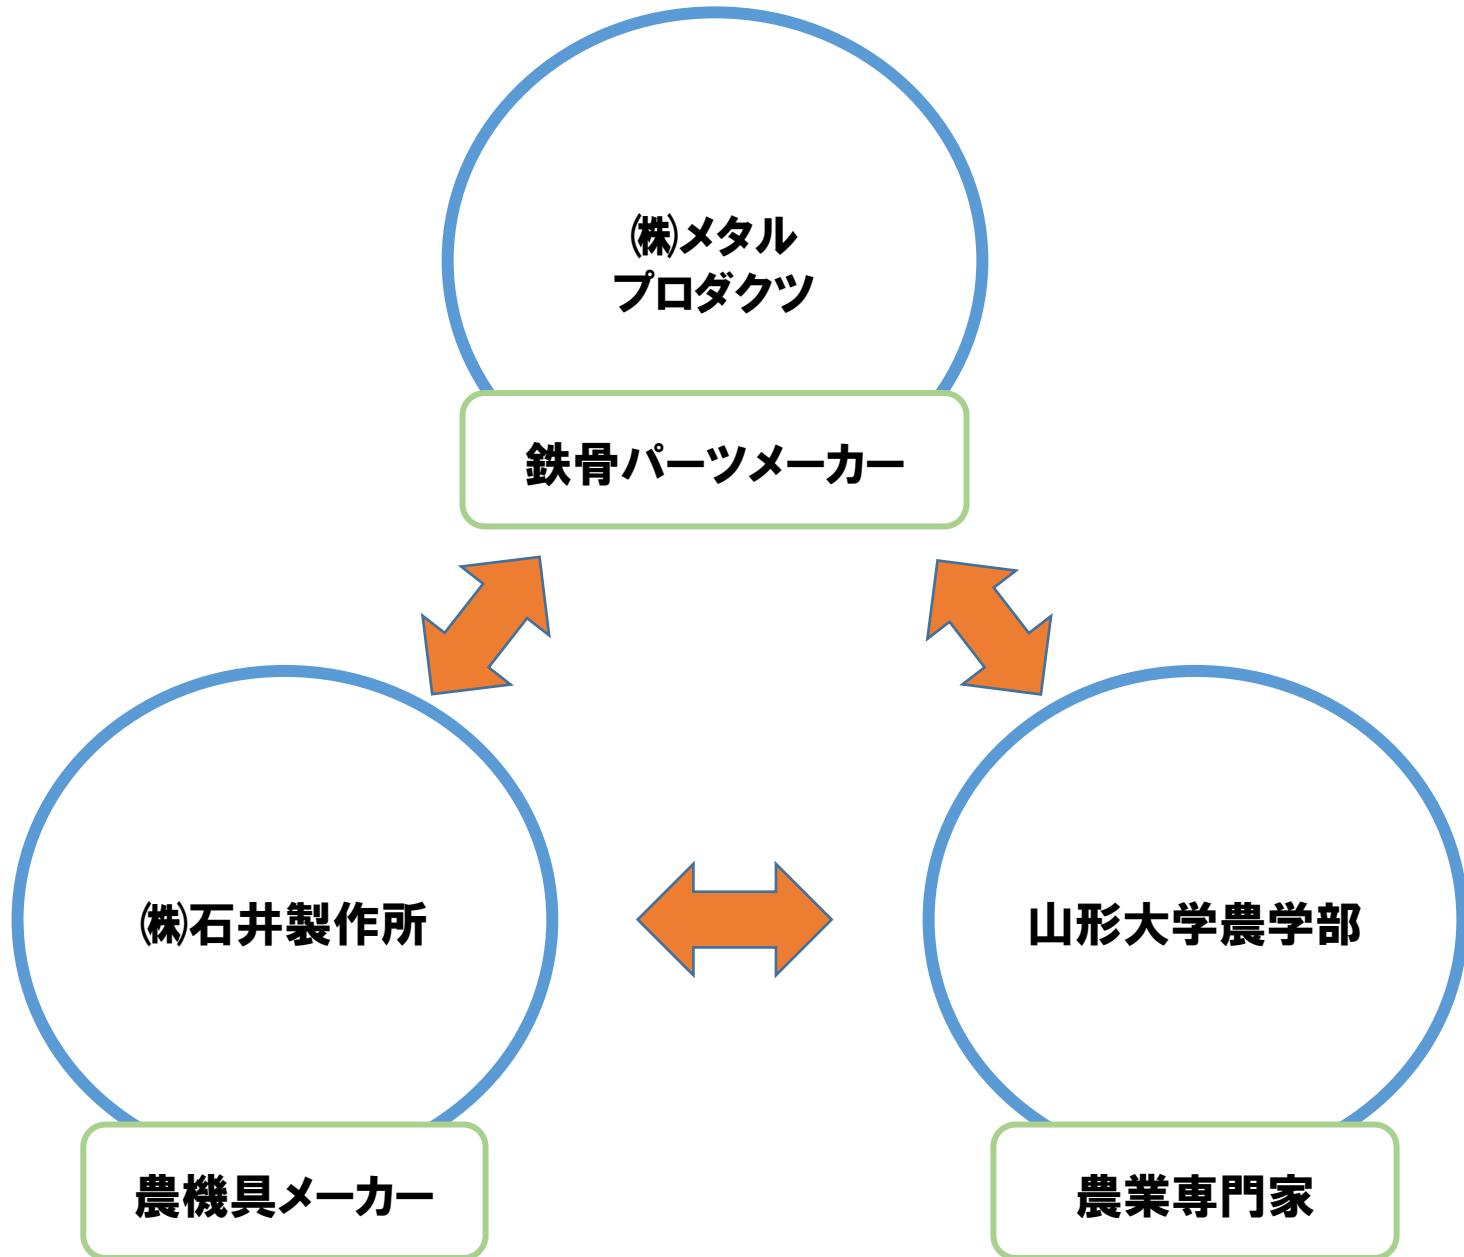 ㈱メタル
プロダクツ
鉄骨パーツメーカー
㈱石井製作所
山形大学農学部
農機具メーカー
農業専門家